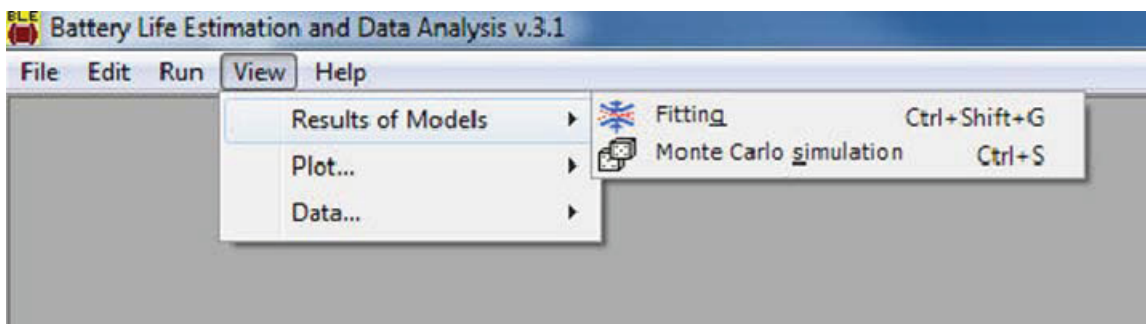 BLE
Battery Life Estimation and Data Analysis v.3.1
File Edit Run View Help
Results of Models
Fitting Ctrl+Shift+G
Monte Carlo simulation Ctrl+S
Plot...
Data...